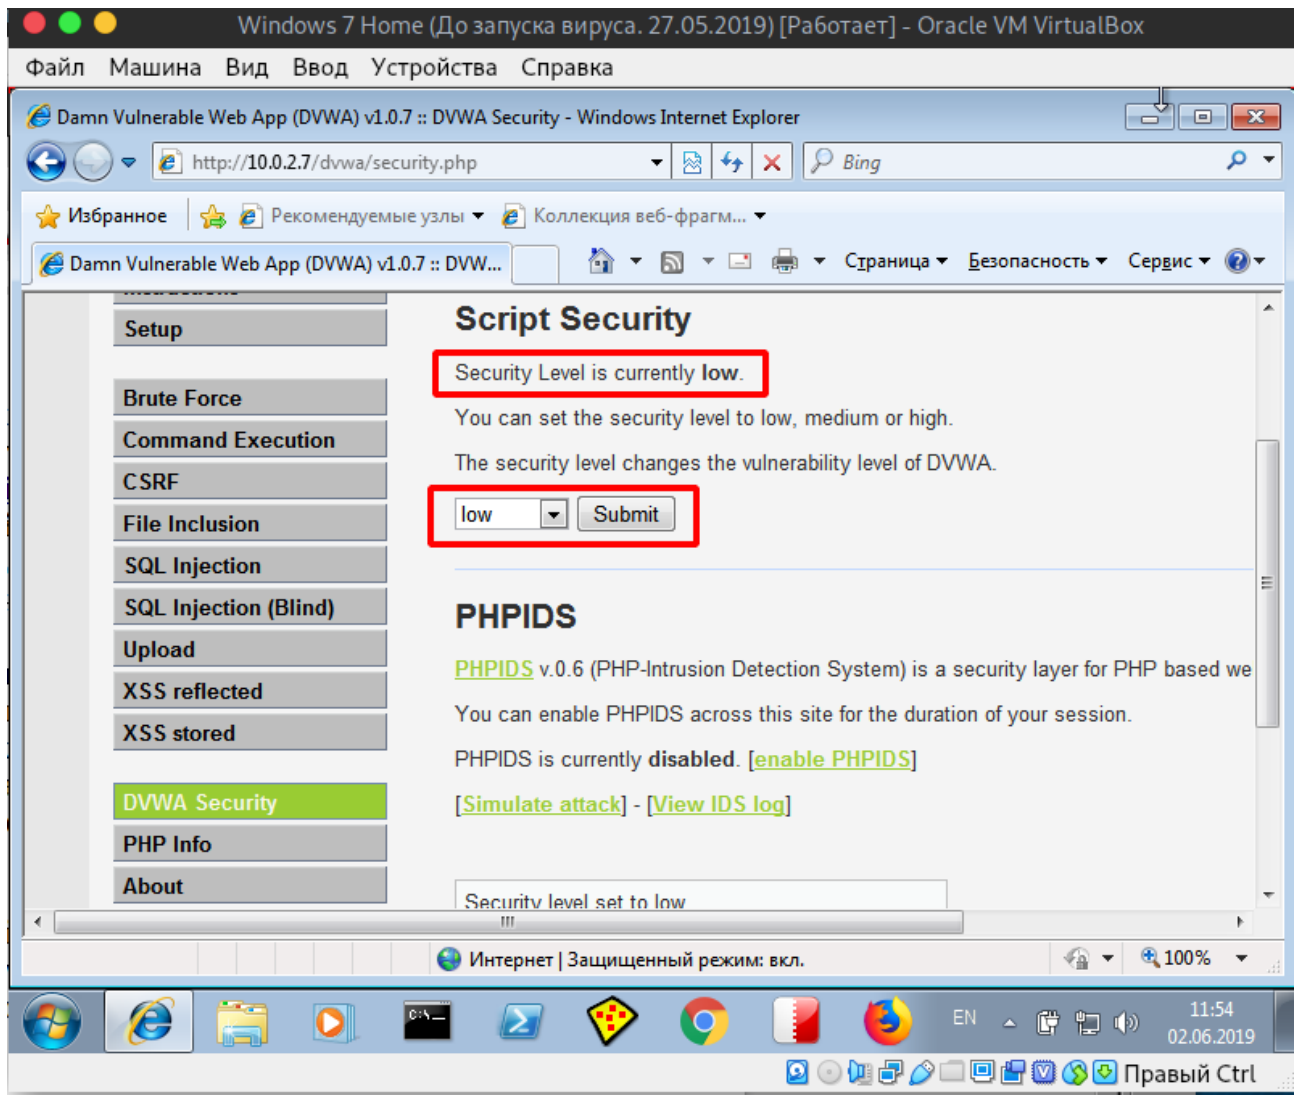 Windows 7 Home (До запуска вируса. 27.05.2019) [Работает] - Oracle VM VirtualBox
Файл Машина Вид Ввод Устройства Справка
Damn Vulnerable Web App (DVWA) v1.0.7 :: DVWA Security - Windows Internet Explorer
http://10.0.2.7/dvwa/security.php
Bing
Избранное Рекомендуемые узлы Коллекция веб-фрагм...
Damn Vulnerable Web App (DVWA) v1.0.7 :: DVW...
Страница Безопасность Сервис
Setup
Brute Force
Command Execution
CSRF
File Inclusion
SQL Injection
SQL Injection (Blind)
Upload
XSS reflected
XSS stored
DVWA Security
PHP Info
About
Script Security
Security Level is currently low.
You can set the security level to low, medium or high.
The security level changes the vulnerability level of DVWA.
low Submit
PHPIDS
PHPIDS v.0.6 (PHP-Intrusion Detection System) is a security layer for PHP based we
You can enable PHPIDS across this site for the duration of your session.
PHPIDS is currently disabled. [enable PHPIDS]
[Simulate attack] - [View IDS log]
Security level set to low
Интернет | Защищенный режим: вкл.
100%
EN
11:54
02.06.2019
Правый Ctrl